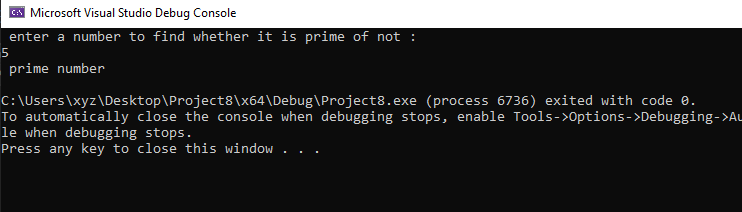 Microsoft Visual Studio Debug Console
enter a number to find whether it is prime of not :
5
prime number
C:\Users\xyz\Desktop\Project8\x64\Debug\Project8.exe (process 6736) exited with code 0.
To automatically close the console when debugging stops, enable Tools->Options->Debugging->Au
le when debugging stops.
Press any key to close this window . . .